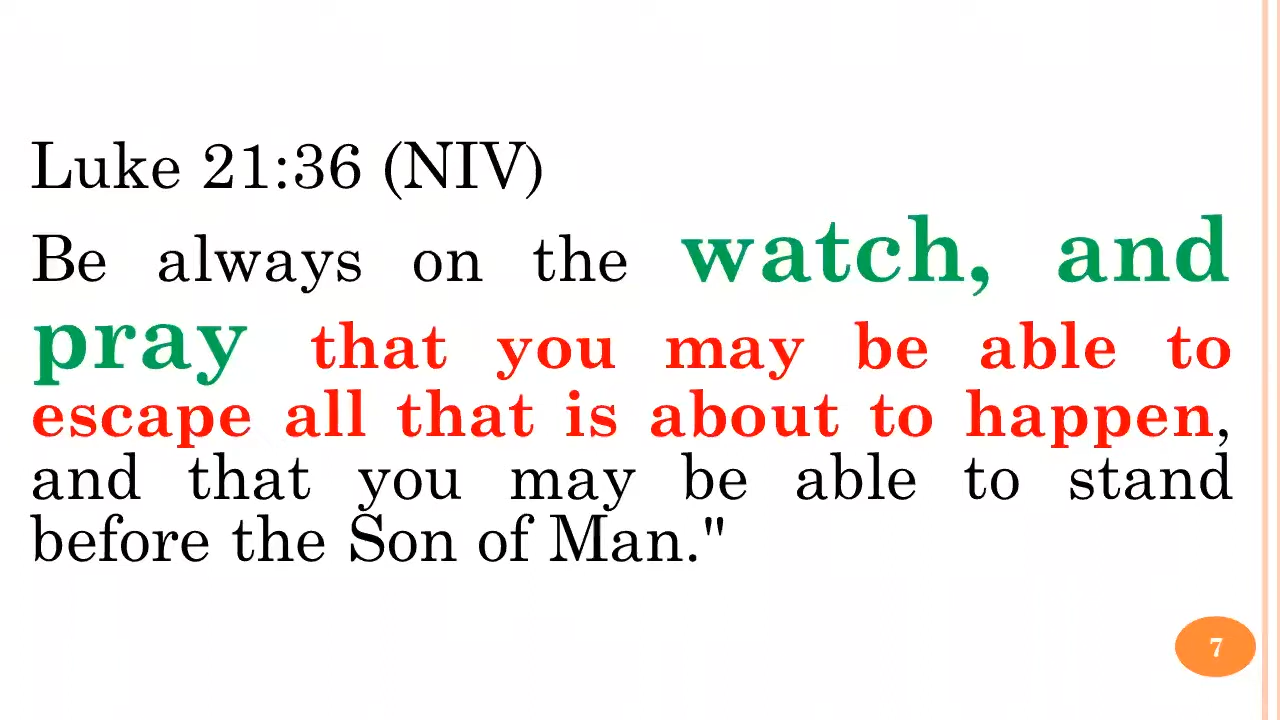 Luke 21:36 (NIV)
Be always on the watch, and
pray that you may be able to
escape all that is about to happen,
and that you may be able to stand
before the Son of Man."
7